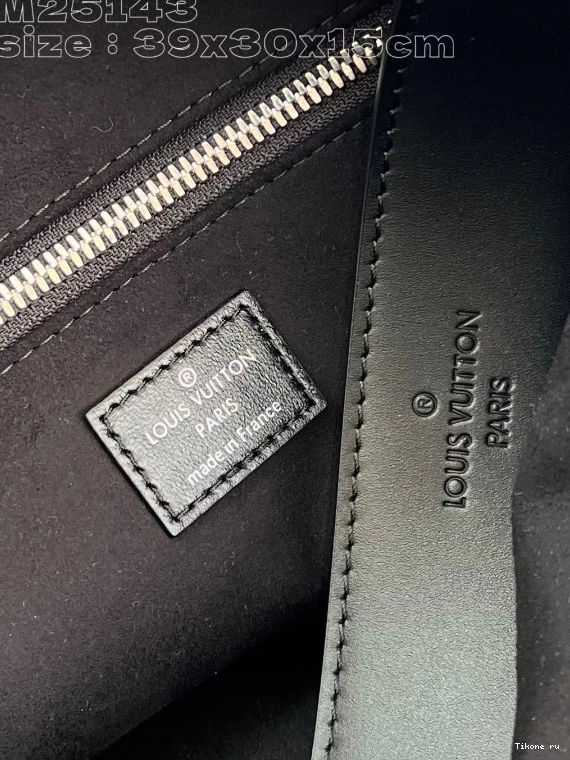 M25143
size : 39x30x15cm
®
LOUIS VUITTON
PARIS
made in France
®
LOUIS VUITTON
PARIS
Tikone ru